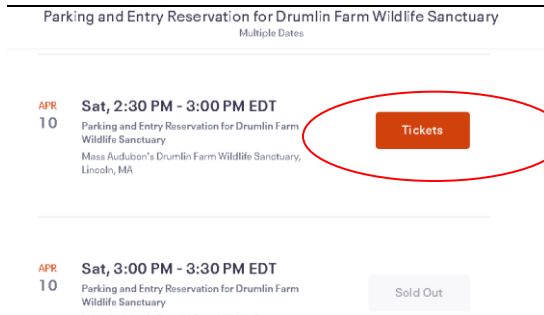 Parking and Entry Reservation for Drumlin Farm Wildlife Sanctuary
Multiple Dates
APR
10
Sat, 2:30 PM - 3:00 PM EDT
Parking and Entry Reservation for Drumlin Farm
Wildlife Sanctuary
Mass Audubon's Drumlin Farm Wildlife Sanctuary,
Lincoln, MA
Tickets
APR
10
Sat, 3:00 PM - 3:30 PM EDT
Parking and Entry Reservation for Drumlin Farm
Wildlife Sanctuary
Sold Out